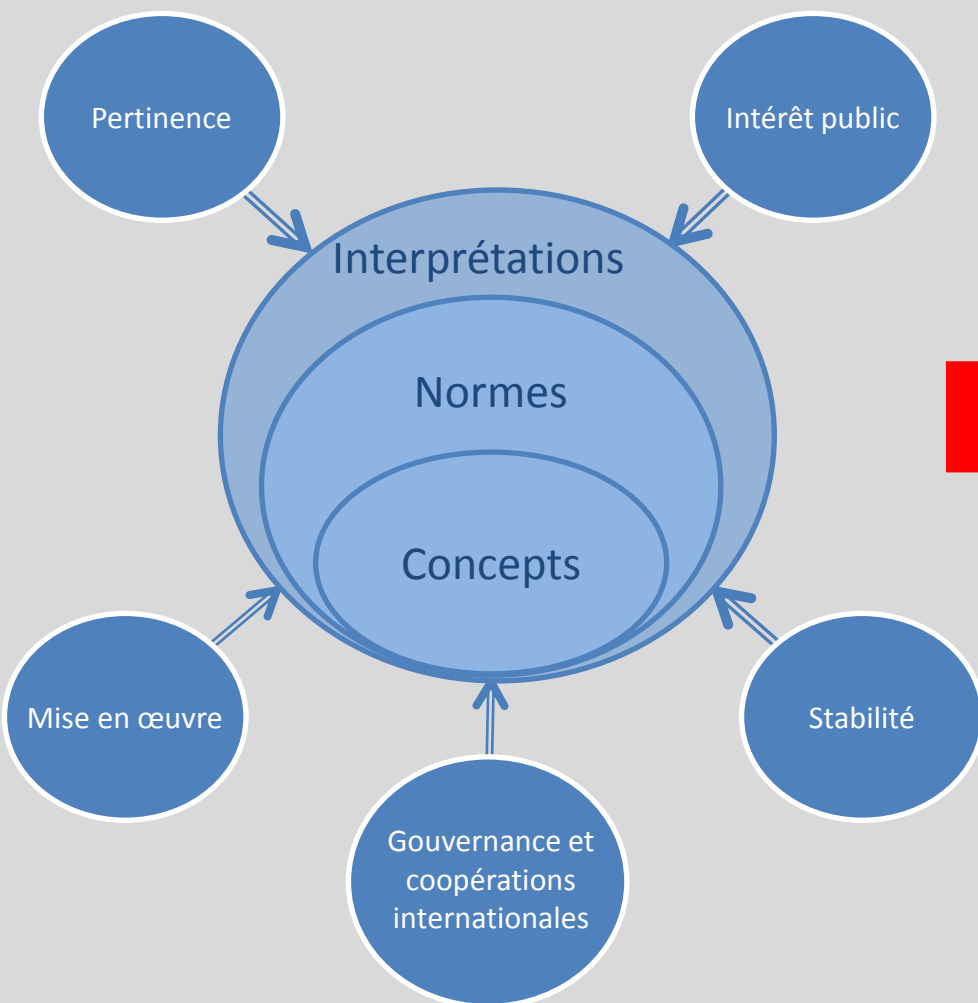 Pertinence
Intérêt public
Interprétations
Normes
Concepts
Mise en œuvre
Stabilité
Gouvernance et
coopérations
internationales